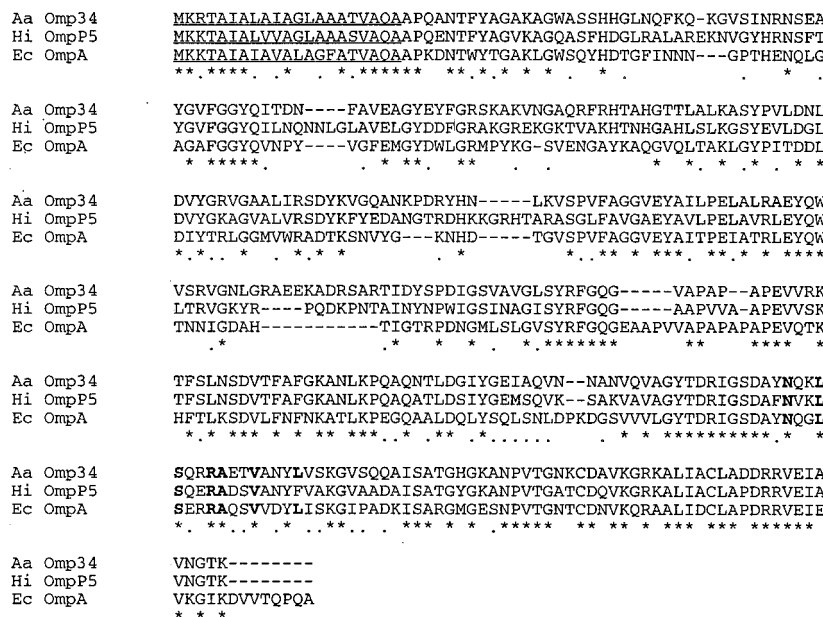 Aa Omp34 MKRTAIALAIAGLAAATVAQAAPQANTFYAGAKAGWASSHHGLNQFKQ-KGVSINRNSEA
Hi OmpP5 MKKTAIALVVAGLAAASVAQAAPQENTFYAGVKAGQASFHDGLRALAREKNVGYHRNSFT
Ec OmpA MKKTAIAIAVALAGFATVAQAAPKDNTWYTGAKLGWSQYHDTGFINNN--GPTHENQLG
**.****. .* . * ..*****. **.* * * * . *. . * .
Aa Omp34 YGVFGGYQITDN----FAVEAGYEYFGRSKAKVNGAQRFRHTAHGTTLALKASYPVLDNL
Hi OmpP5 YGVFGGYQILNQNNLGLAVELGYDDFGRAKGREKGKTVAKHTNHGAHLSLKGSYEVLDGL
Ec OmpA AGAFGGYQVNPY----VGFEMGYDWLGRMPYKG-SVENGAYKAQGVQLTAKLGYPITDDL
* ***** * **. ** . . * * * .* . * *
Aa Omp34 DVYGRVGAALIRSDYKVGQANKPDRYHN-----LKVSPVFAGGVEYAILPELALRAEYQW
Hi OmpP5 DVYGKAGVALVRSDYKFYEDANGTRDHKKGRHTARASGLFAVGAEYAVLPELAVRLEYQW
Ec OmpA DIYTRLGGMVWRADTKSNVYG---KNHD-----TGVSPVFAGGVEYAITPEIATRLEYQW
*.*.. * . *.* * * .* .** * ***. **.* * ****
Aa Omp34 VSRVGNLGRAEEKADRSARTIDYSPDIGSVAVGLSYRFGQG-----VAPAP--APEVVRK
Hi OmpP5 LTRVGKYR----PQDKPNTAINYNPWIGSINAGISYRFGQG-----AAPVVA-APEVVSK
Ec OmpA TNNIGDAH-----------TIGTRPDNGMLSLGVSYRFGQGEAAPVVAPAPAPAPEVQTK
.* .* * * .*.******* ** **** *
Aa Omp34 TFSLNSDVTFAFGKANLKPQAQNTLDGIYGEIAQVN--NANVQVAGYTDRIGSDAYNQKL
Hi OmpP5 TFSLNSDVTFAFGKANLKPQAQATLDSIYGEMSQVK--SAKVAVAGYTDRIGSDAFNVKL
Ec OmpA HFTLKSDVLFNFNKATLKPEGQAALDQLYSQLSNLDPKDGSVVVLGYTDRIGSDAYNQGL
*.*.*** * *.**.***..* .** .*...... * * **********.* *
Aa Omp34 SQRRAETVANYLVSKGVSQQAISATGHGKANPVTGNKCDAVKGRKALIACLADDRRVEIA
Hi OmpP5 SQERADSVANYFVAKGVAADAISATGYGKANPVTGATCDQVKGRKALIACLAPDRRVEIA
Ec OmpA SERRAQSVVDYLISKGIPADKISARGMGESNPVTGNTCDNVKQRAALIDCLAPDRRVEIE
*. **..*..*..**.. . *** * *..***** ** ** * *** *** ******
Aa Omp34 VNGTK--------
Hi OmpP5 VNGTK--------
Ec OmpA VKGIKDVVTQPQA
* * *